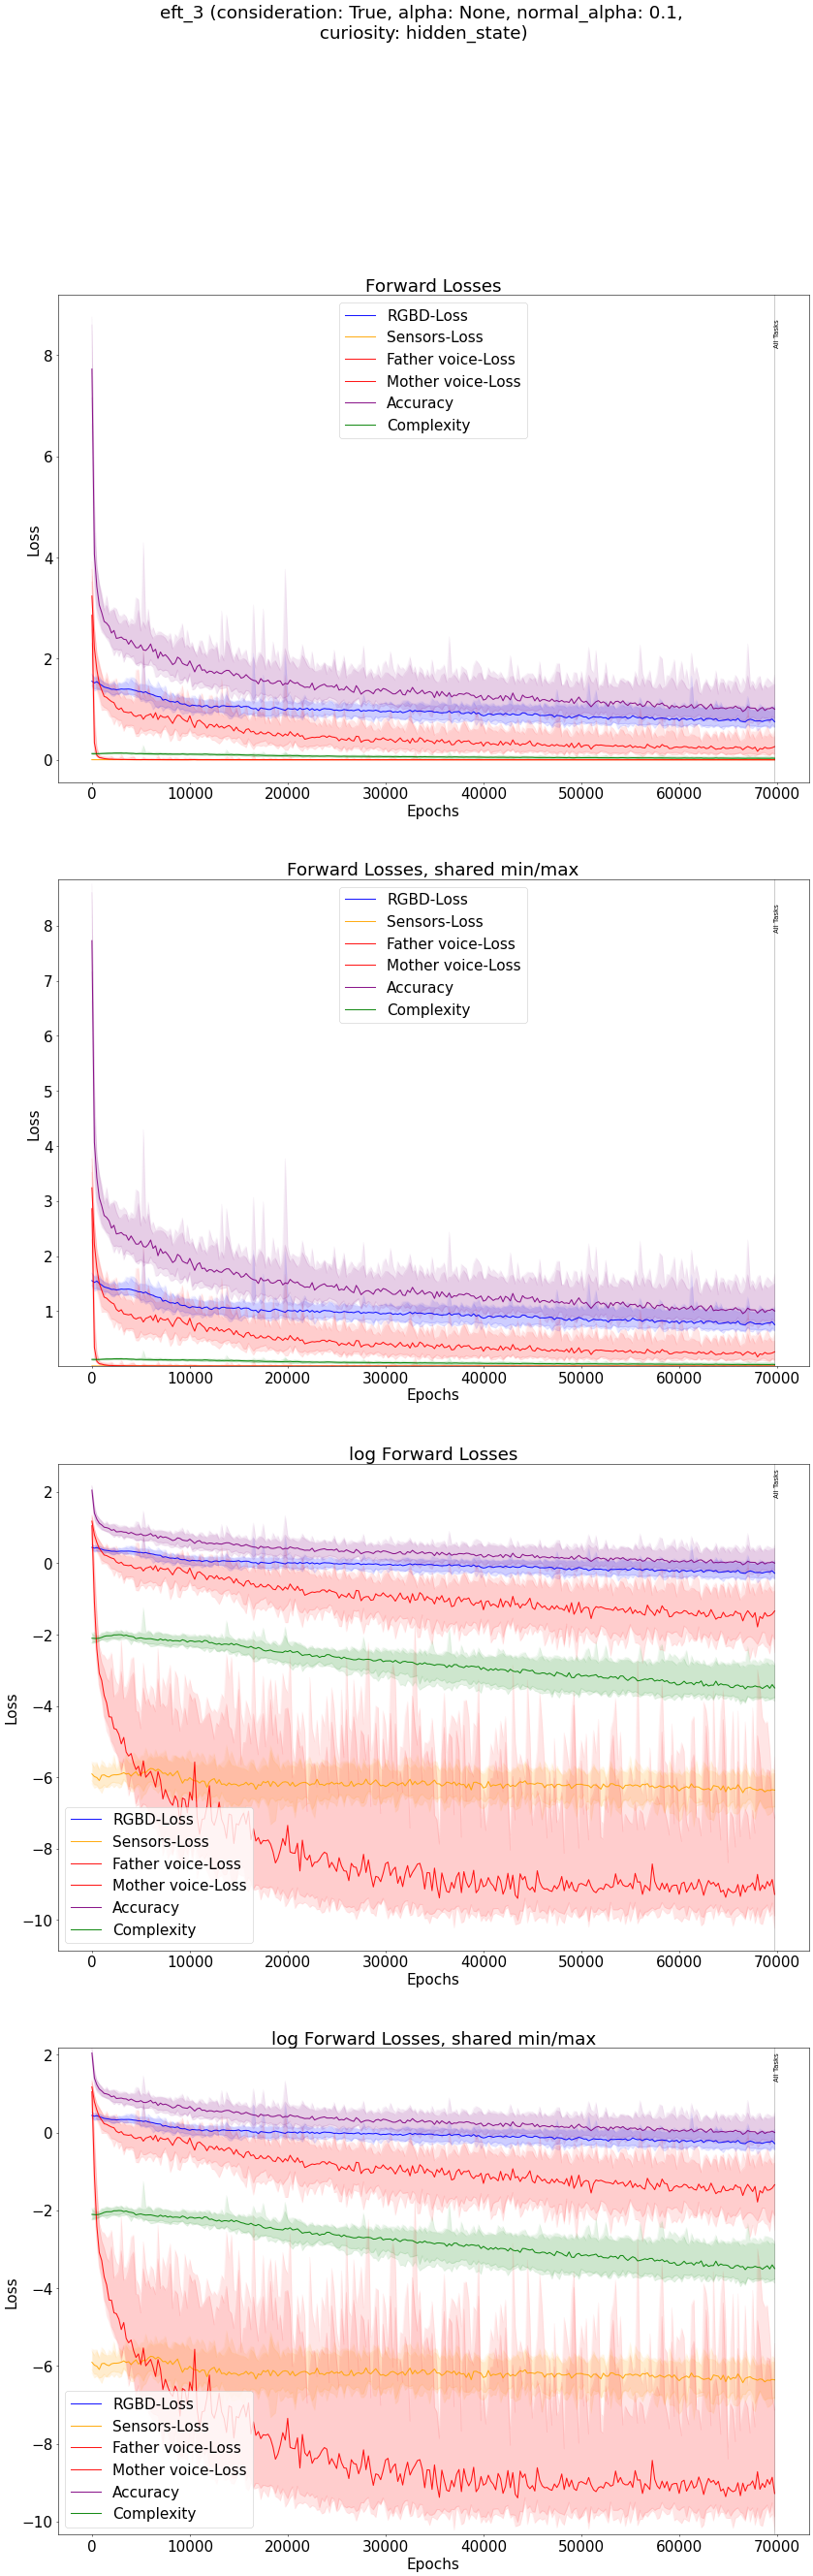 eft_3 (consideration: True, alpha: None, normal_alpha: 0.1,
curiosity: hidden_state)
Forward Losses
RGBD-Loss
Sensors-Loss
Father voice-Loss
Mother voice-Loss
Accuracy
Complexity
All Tasks
8
6
4
2
0
Loss
0 10000 20000 30000 40000 50000 60000 70000
Epochs
Forward Losses, shared min/max
RGBD-Loss
Sensors-Loss
Father voice-Loss
Mother voice-Loss
Accuracy
Complexity
All Tasks
8
7
6
5
4
3
2
1
Loss
0 10000 20000 30000 40000 50000 60000 70000
Epochs
log Forward Losses
All Tasks
2
0
−2
−4
−6
−8
−10
Loss
RGBD-Loss
Sensors-Loss
Father voice-Loss
Mother voice-Loss
Accuracy
Complexity
0 10000 20000 30000 40000 50000 60000 70000
Epochs
log Forward Losses, shared min/max
All Tasks
2
0
−2
−4
−6
−8
−10
Loss
RGBD-Loss
Sensors-Loss
Father voice-Loss
Mother voice-Loss
Accuracy
Complexity
0 10000 20000 30000 40000 50000 60000 70000
Epochs